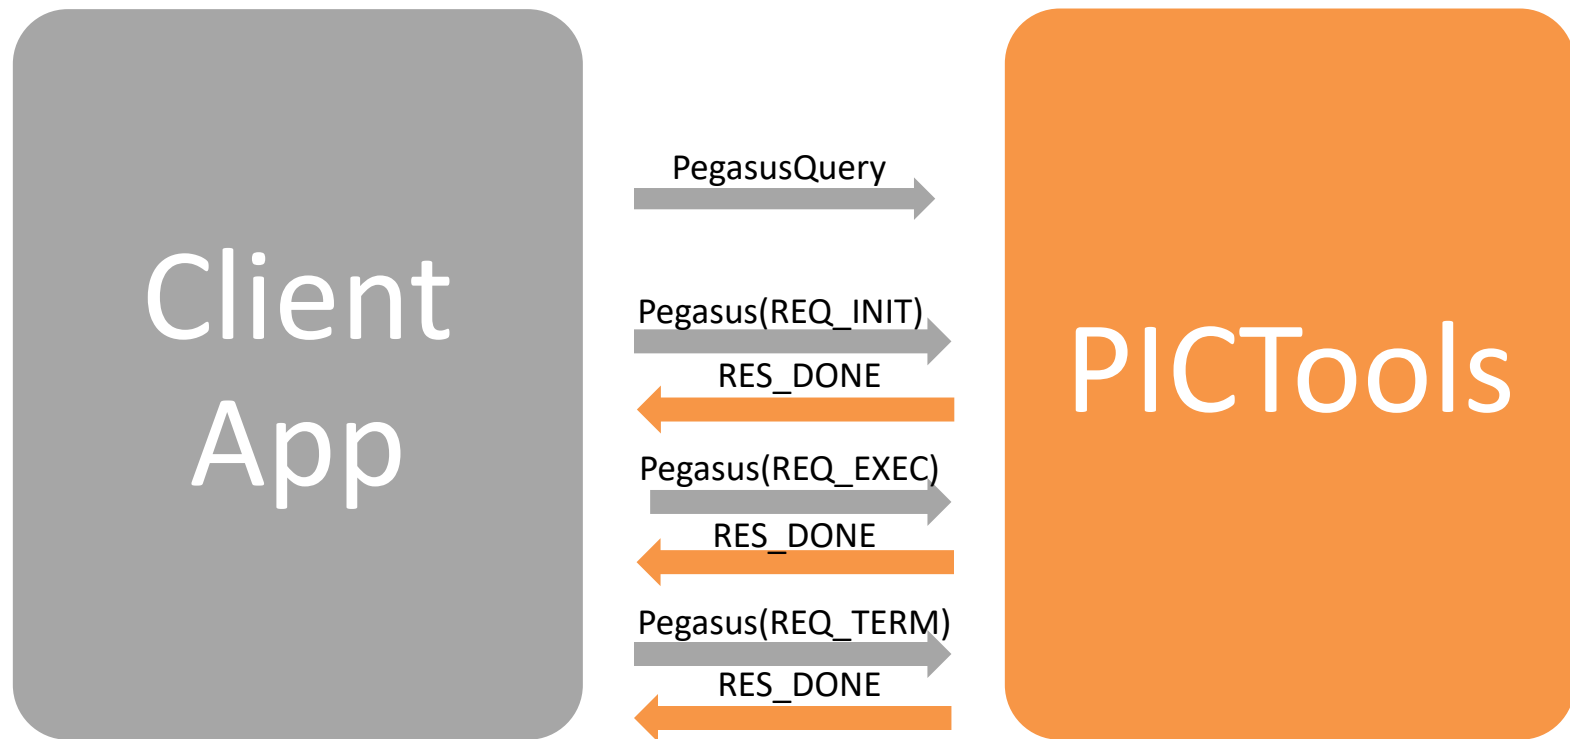 Client
App
PegasusQuery
Pegasus(REQ_INIT)
RES_DONE
Pegasus(REQ_EXEC)
RES_DONE
Pegasus(REQ_TERM)
RES_DONE
PICTools